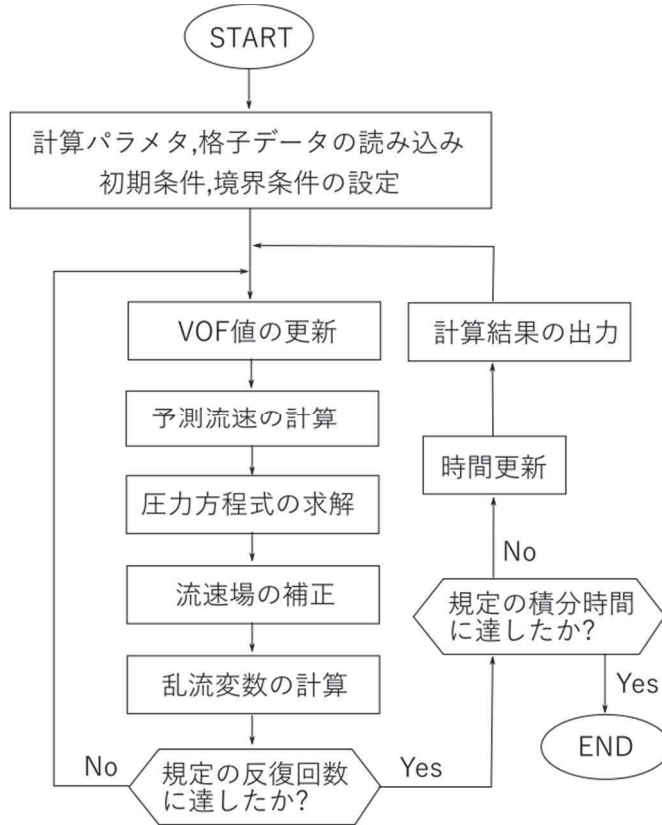 START
計算パラメタ,格子データの読み込み
初期条件,境界条件の設定
VOF値の更新
予測流速の計算
圧力方程式の求解
流速場の補正
乱流変数の計算
規定の反復回数
に達したか?
No
Yes
規定の積分時間
に達したか?
No
時間更新
計算結果の出力
Yes
END